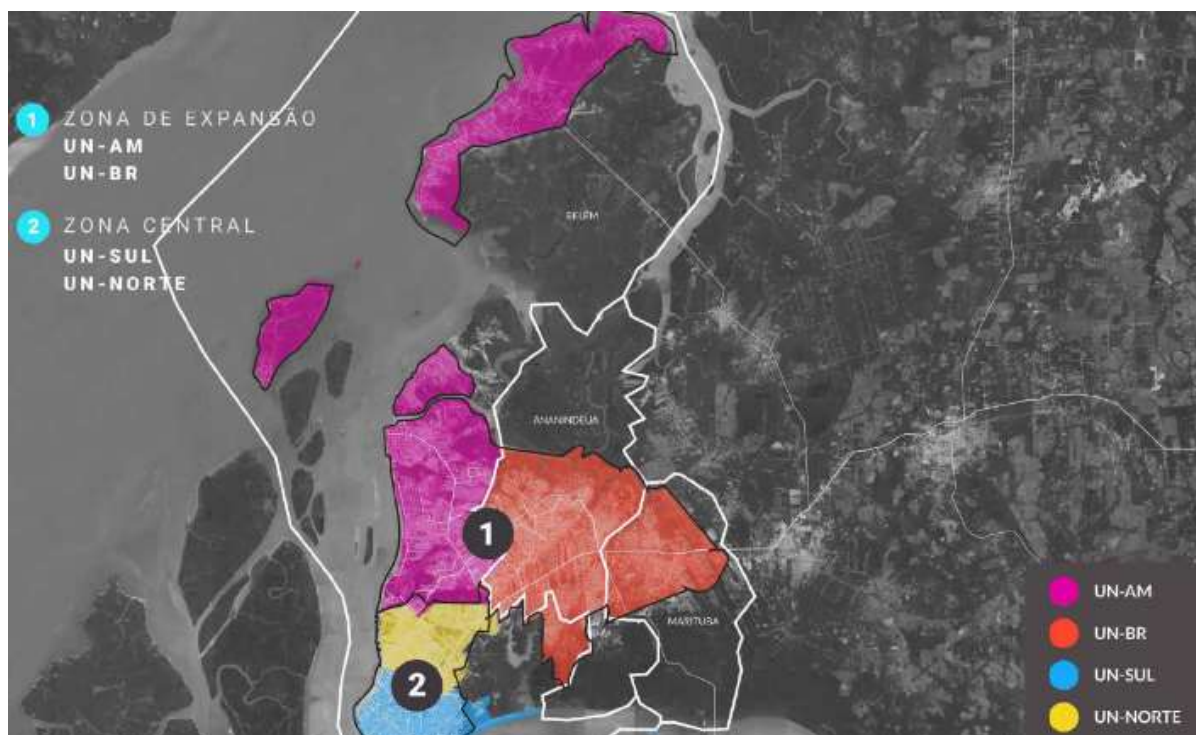 1 ZONA DE EXPANSÃO
UN-AM
UN-BR
2 ZONA CENTRAL
UN-SUL
UN-NORTE
BELÉM
ANANINDEUA
1
MARITUBA
2
UN-AM
UN-BR
UN-SUL
UN-NORTE